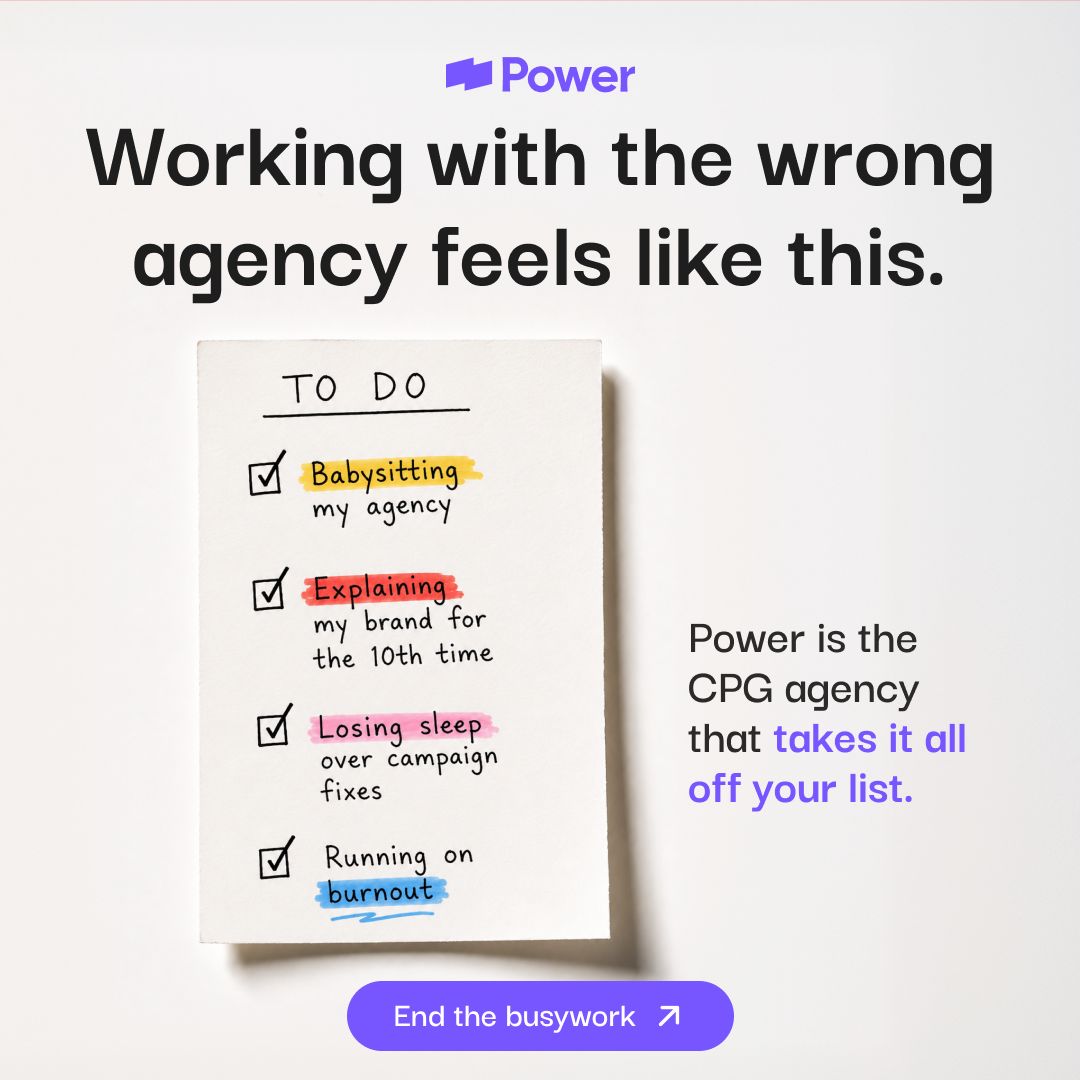 Power
Working with the wrong
agency feels like this.
TO DO
Babysitting
my agency
Explaining
my brand for
the 10th time
Losing sleep
over campaign
fixes
Running on
burnout
Power is the
CPG agency
that takes it all
off your list.
End the busywork